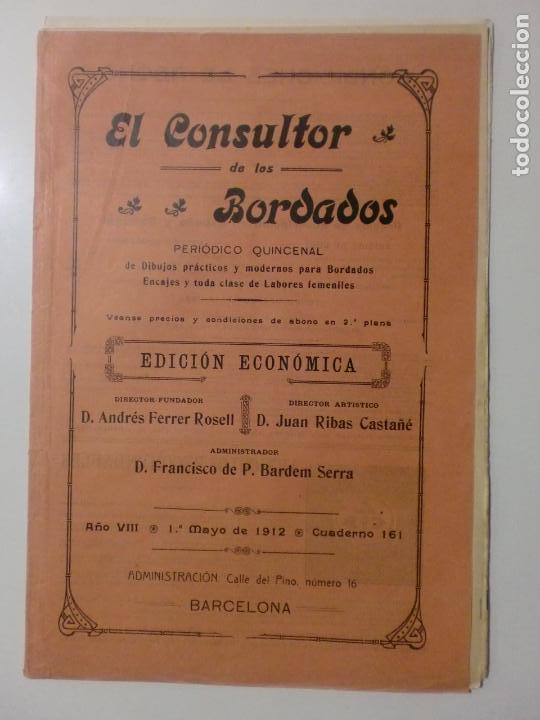 El Consultor
de los
Bordados
PERIÓDICO QUINCENAL
de Dibujos prácticos y modernos para Bordados
Encajes y toda clase de Labores femeniles
Véanse precios y condiciones de abono en 2.ª plana
EDICIÓN ECONÓMICA
DIRECTOR-FUNDADOR
D. Andrés Ferrer Rosell
DIRECTOR ARTÍSTICO
D. Juan Ribas Castañé
ADMINISTRADOR
D. Francisco de P. Bardem Serra
Año VIII 1.º Mayo de 1912 Cuaderno 161
ADMINISTRACIÓN: Calle del Pino, número 16
BARCELONA
todocoleccion.net